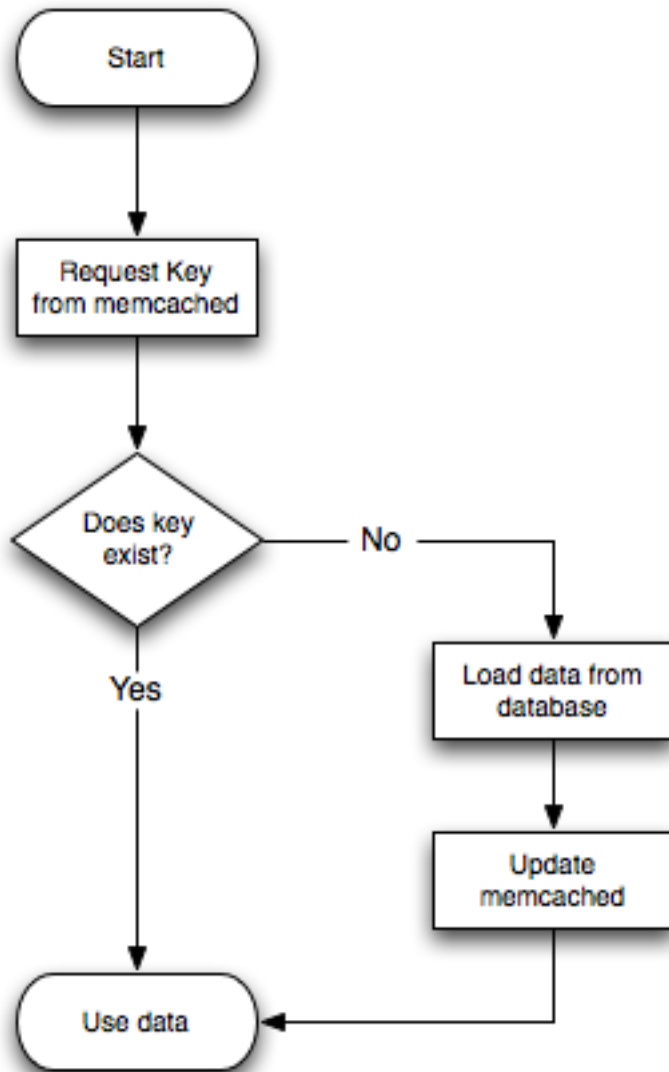 Start
Request Key
from memcached
Does key
exist?
No
Yes
Load data from
database
Update
memcached
Use data